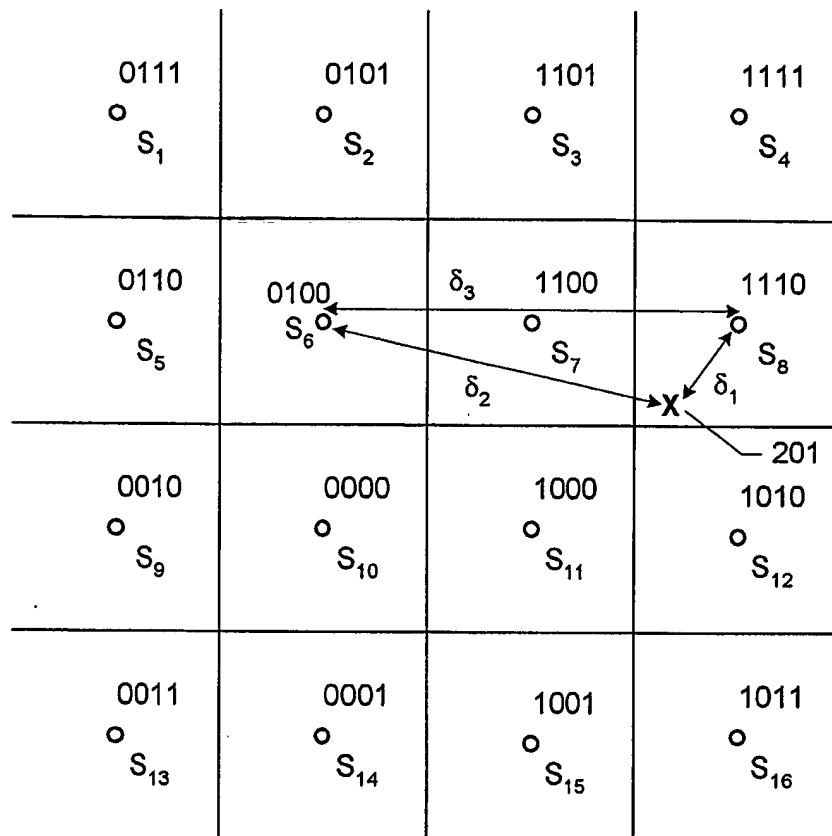 0111 0101 1101 1111
S₁ S₂ S₃ S₄
0110 0100 δ₃ 1100 1110
S₅ S₆ S₇ S₈
δ₂ δ₁
X
201
0010 0000 1000 1010
S₉ S₁₀ S₁₁ S₁₂
0011 0001 1001 1011
S₁₃ S₁₄ S₁₅ S₁₆